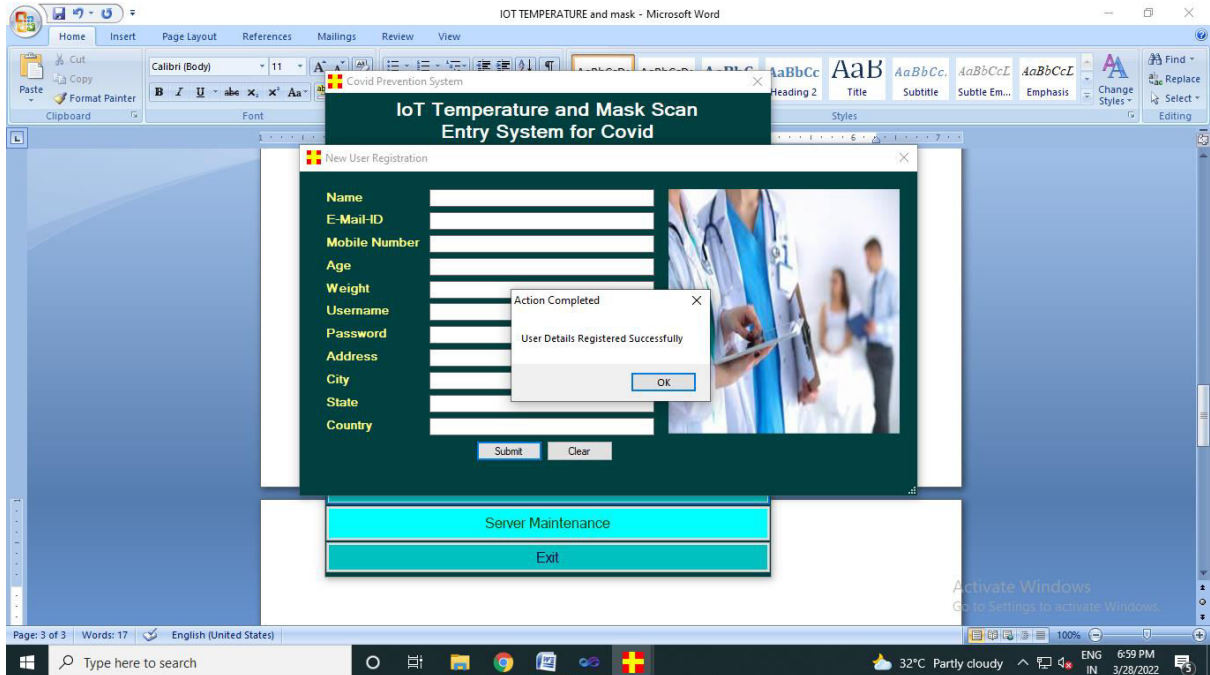 IOT TEMPERATURE and mask - Microsoft Word
Home Insert Page Layout References Mailings Review View
Paste
Cut
Copy
Format Painter
Clipboard
Calibri (Body) 11
B I U abc x, x² Aa
Font
AaBbCc AaB AaBbCc. AaBbCcL AaBbCcL
Heading 2 Title Subtitle Subtle Em... Emphasis
Change Styles
Styles
Find
Replace
Select
Editing
Covid Prevention System
IoT Temperature and Mask Scan
Entry System for Covid
New User Registration
Name
E-Mail-ID
Mobile Number
Age
Weight
Username
Password
Address
City
State
Country
Action Completed
User Details Registered Successfully
OK
Submit Clear
Server Maintenance
Exit
Activate Windows
Go to Settings to activate Windows.
Page: 3 of 3 Words: 17 English (United States) 100%
Type here to search
32°C Partly cloudy
ENG
IN
6:59 PM
3/28/2022